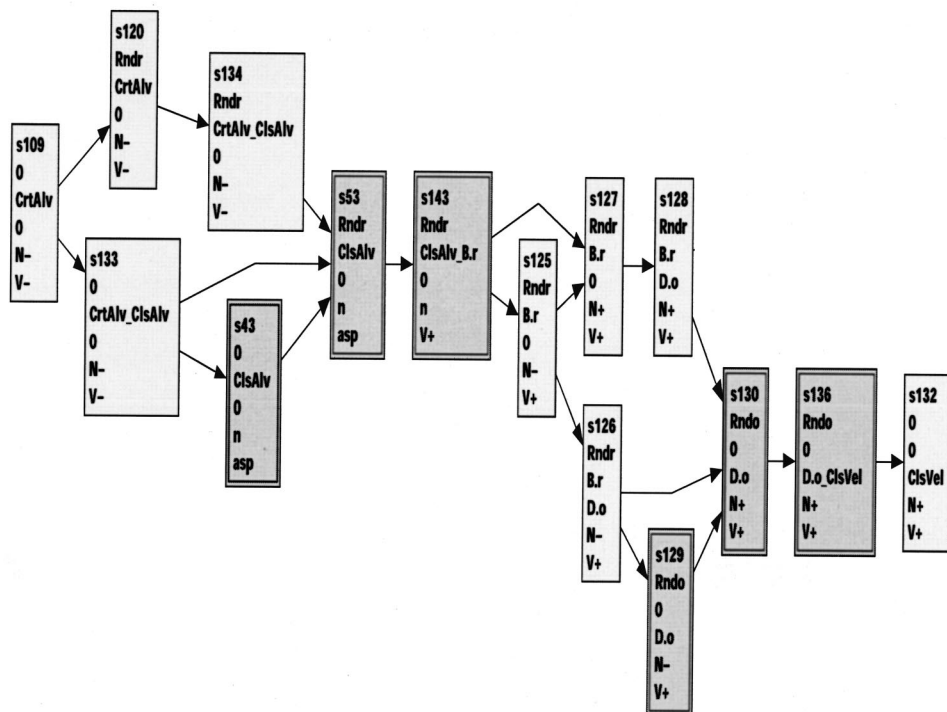 s120
Rndr
CrtAlv
0
N–
V–
s134
Rndr
CrtAlv_ClsAlv
0
N–
V–
s109
0
CrtAlv
0
N–
V–
s133
0
CrtAlv_ClsAlv
0
N–
V–
s43
0
ClsAlv
0
n
asp
s53
Rndr
ClsAlv
0
n
asp
s143
Rndr
ClsAlv_B.r
0
n
V+
s125
Rndr
B.r
0
N–
V+
s127
Rndr
B.r
0
N+
V+
s128
Rndr
B.r
D.o
N+
V+
s126
Rndr
B.r
D.o
N–
V+
s129
Rndo
0
D.o
N–
V+
s130
Rndo
0
D.o
N+
V+
s136
Rndo
0
D.o_ClsVel
N+
V+
s132
0
0
ClsVel
N+
V+